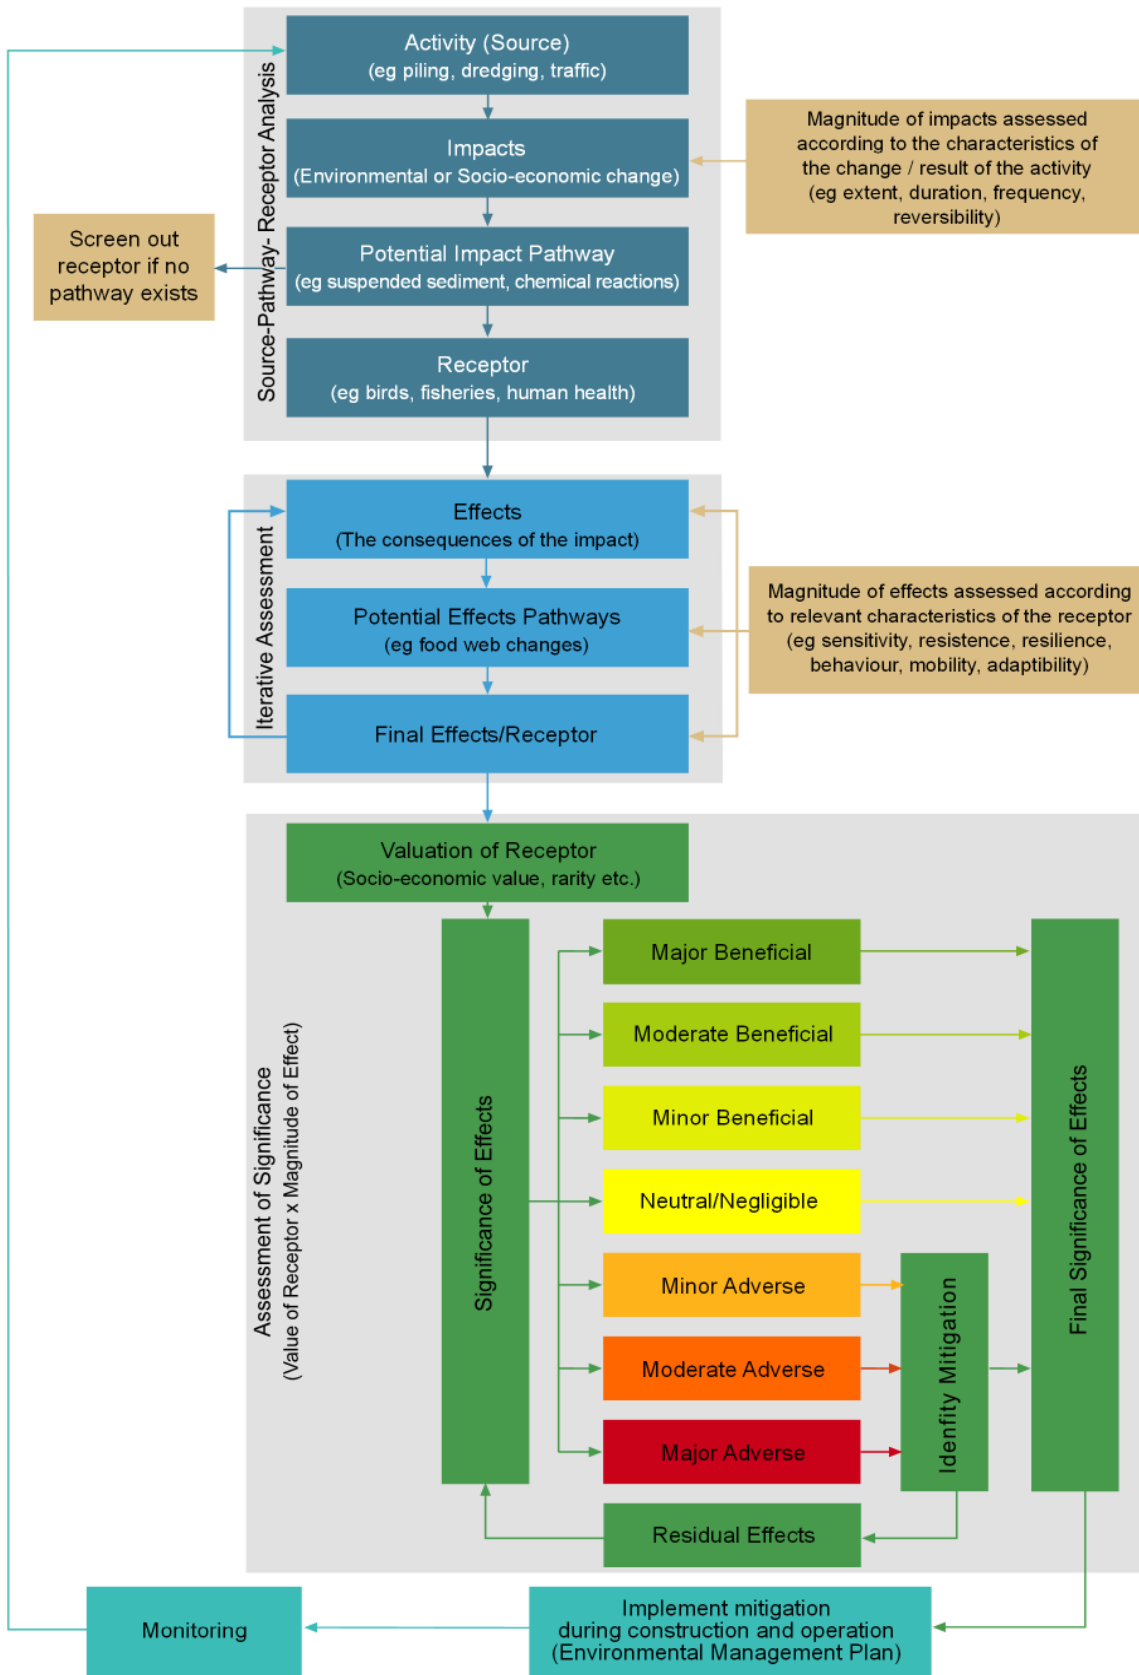 Source-Pathway- Receptor Analysis
Activity (Source)
(eg piling, dredging, traffic)
Impacts
(Environmental or Socio-economic change)
Magnitude of impacts assessed
according to the characteristics of
the change / result of the activity
(eg extent, duration, frequency,
reversibility)
Potential Impact Pathway
(eg suspended sediment, chemical reactions)
Screen out
receptor if no
pathway exists
Receptor
(eg birds, fisheries, human health)
Iterative Assessment
Effects
(The consequences of the impact)
Potential Effects Pathways
(eg food web changes)
Magnitude of effects assessed according
to relevant characteristics of the receptor
(eg sensitivity, resistence, resilience,
behaviour, mobility, adaptibility)
Final Effects/Receptor
Assessment of Significance
(Value of Receptor x Magnitude of Effect)
Valuation of Receptor
(Socio-economic value, rarity etc.)
Significance of Effects
Major Beneficial
Moderate Beneficial
Minor Beneficial
Neutral/Negligible
Minor Adverse
Moderate Adverse
Major Adverse
Idenfity Mitigation
Final Significance of Effects
Residual Effects
Implement mitigation
during construction and operation
(Environmental Management Plan)
Monitoring